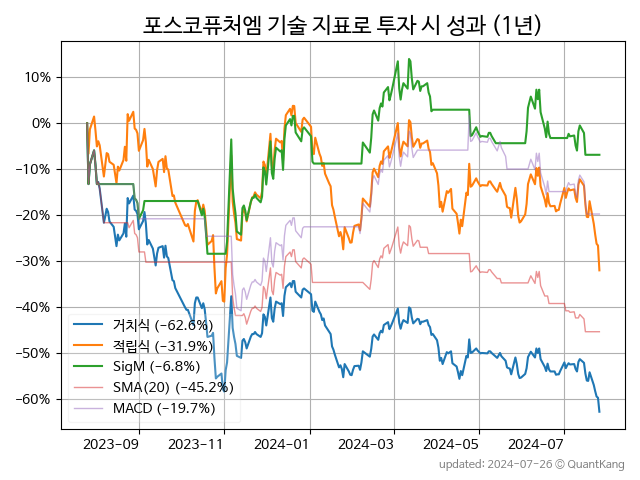 포스코퓨처엠 기술 지표로 투자 시 성과 (1년)
10%
0%
−10%
−20%
−30%
−40%
−50%
−60%
거치식 (−62.6%)
적립식 (−31.9%)
SigM (−6.8%)
SMA(20) (−45.2%)
MACD (−19.7%)
2023−09
2023−11
2024−01
2024−03
2024−05
2024−07
updated: 2024-07-26 © QuantKang